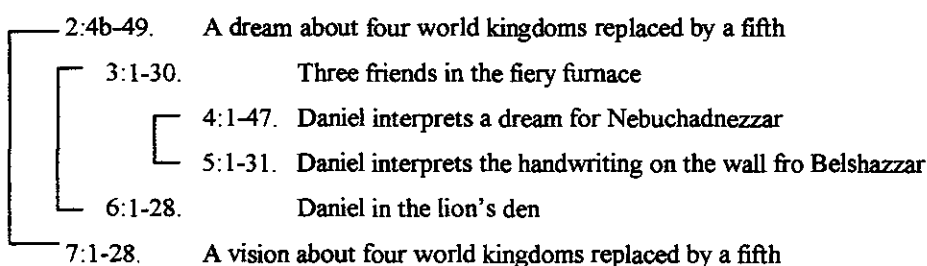 2:4b-49. A dream about four world kingdoms replaced by a fifth
3:1-30. Three friends in the fiery furnace
4:1-47. Daniel interprets a dream for Nebuchadnezzar
5:1-31. Daniel interprets the handwriting on the wall fro Belshazzar
6:1-28. Daniel in the lion's den
7:1-28. A vision about four world kingdoms replaced by a fifth